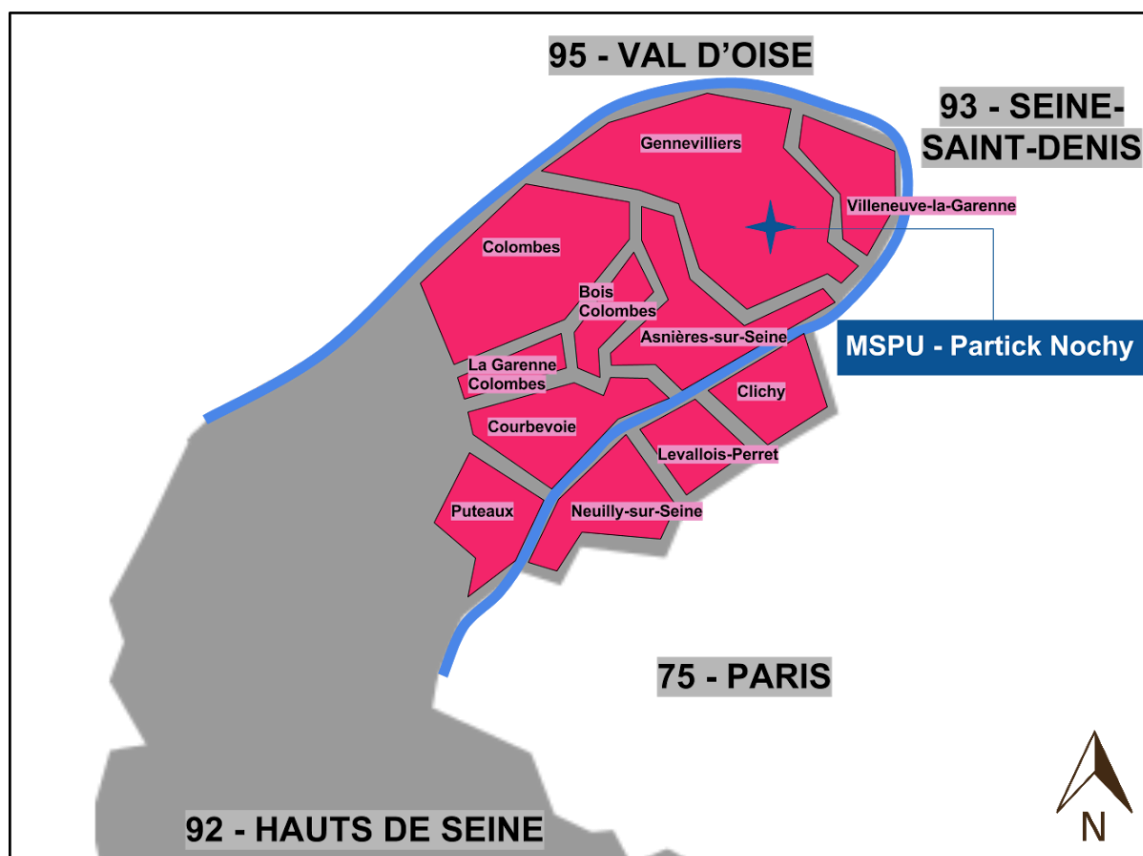 95 - VAL D'OISE
93 - SEINE-
SAINT-DENIS
Gennevilliers
Villeneuve-la-Garenne
Colombes
Bois
Colombes
Asnières-sur-Seine
MSPU - Partick Nochy
La Garenne
Colombes
Clichy
Courbevoie
Levallois-Perret
Puteaux
Neuilly-sur-Seine
75 - PARIS
92 - HAUTS DE SEINE
N